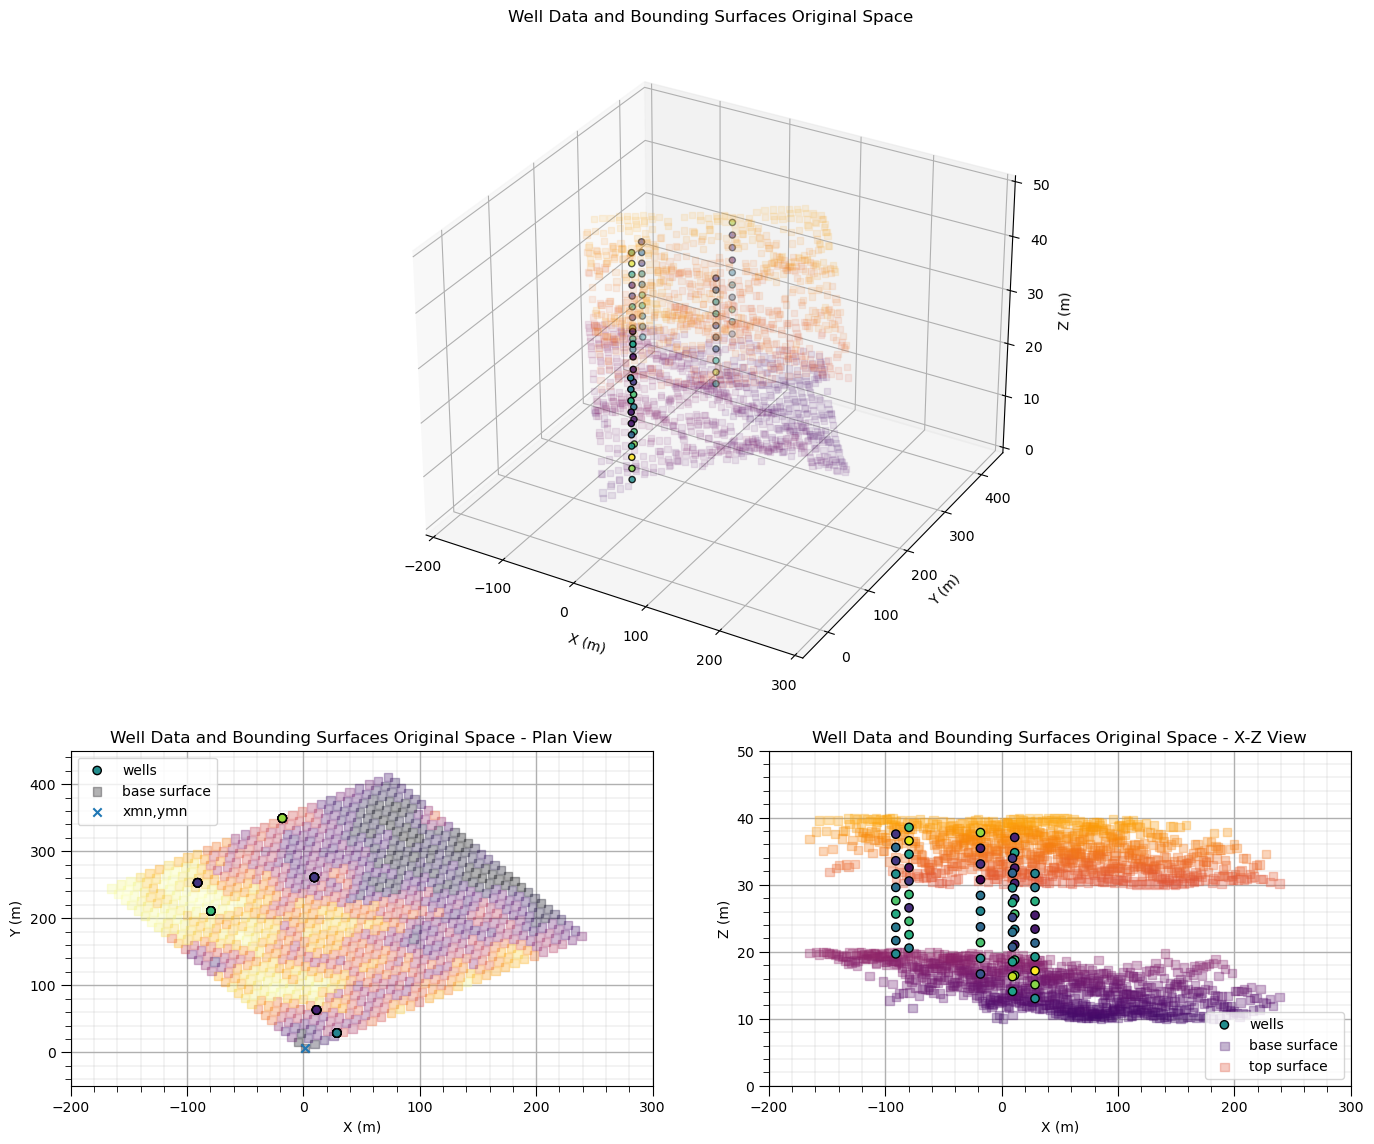 Well Data and Bounding Surfaces Original Space
50
40
30
20
10
0
Z (m)
400
300
200
100
0
Y (m)
−200
−100
0
100
200
300
X (m)
Well Data and Bounding Surfaces Original Space - Plan View
wells
base surface
xmn,ymn
400
300
200
100
0
Y (m)
−200
−100
0
100
200
300
X (m)
Well Data and Bounding Surfaces Original Space - X-Z View
50
40
30
20
10
0
Z (m)
wells
base surface
top surface
−200
−100
0
100
200
300
X (m)